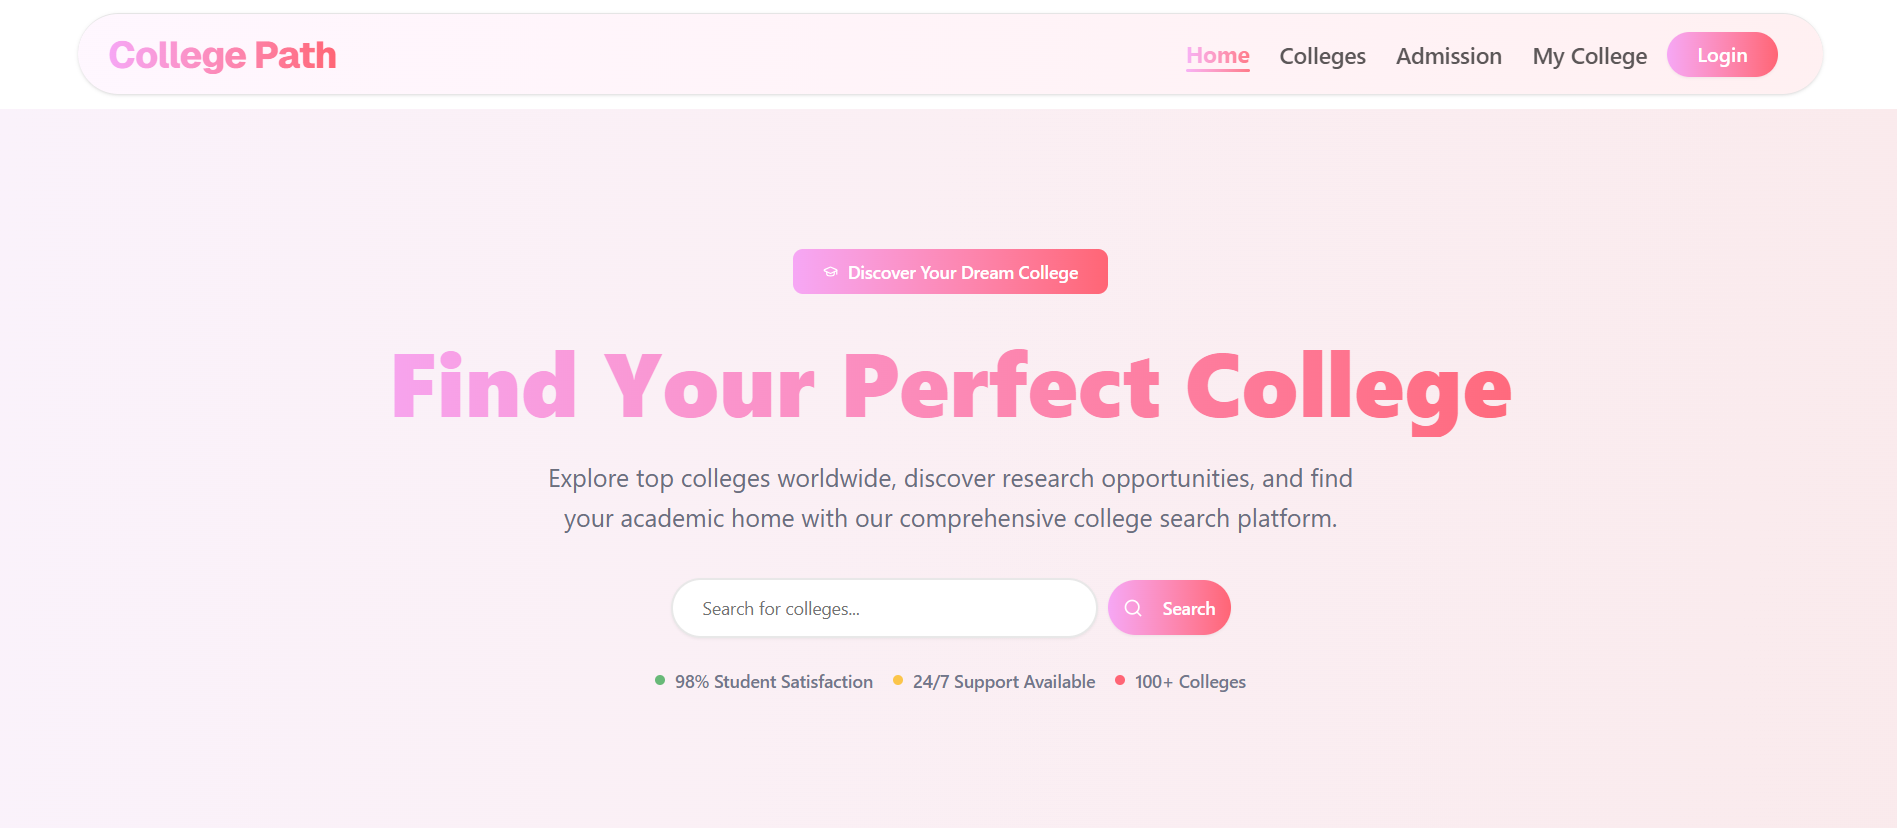 College Path
Home Colleges Admission My College Login
Discover Your Dream College
Find Your Perfect College
Explore top colleges worldwide, discover research opportunities, and find
your academic home with our comprehensive college search platform.
Search for colleges... Search
98% Student Satisfaction 24/7 Support Available 100+ Colleges